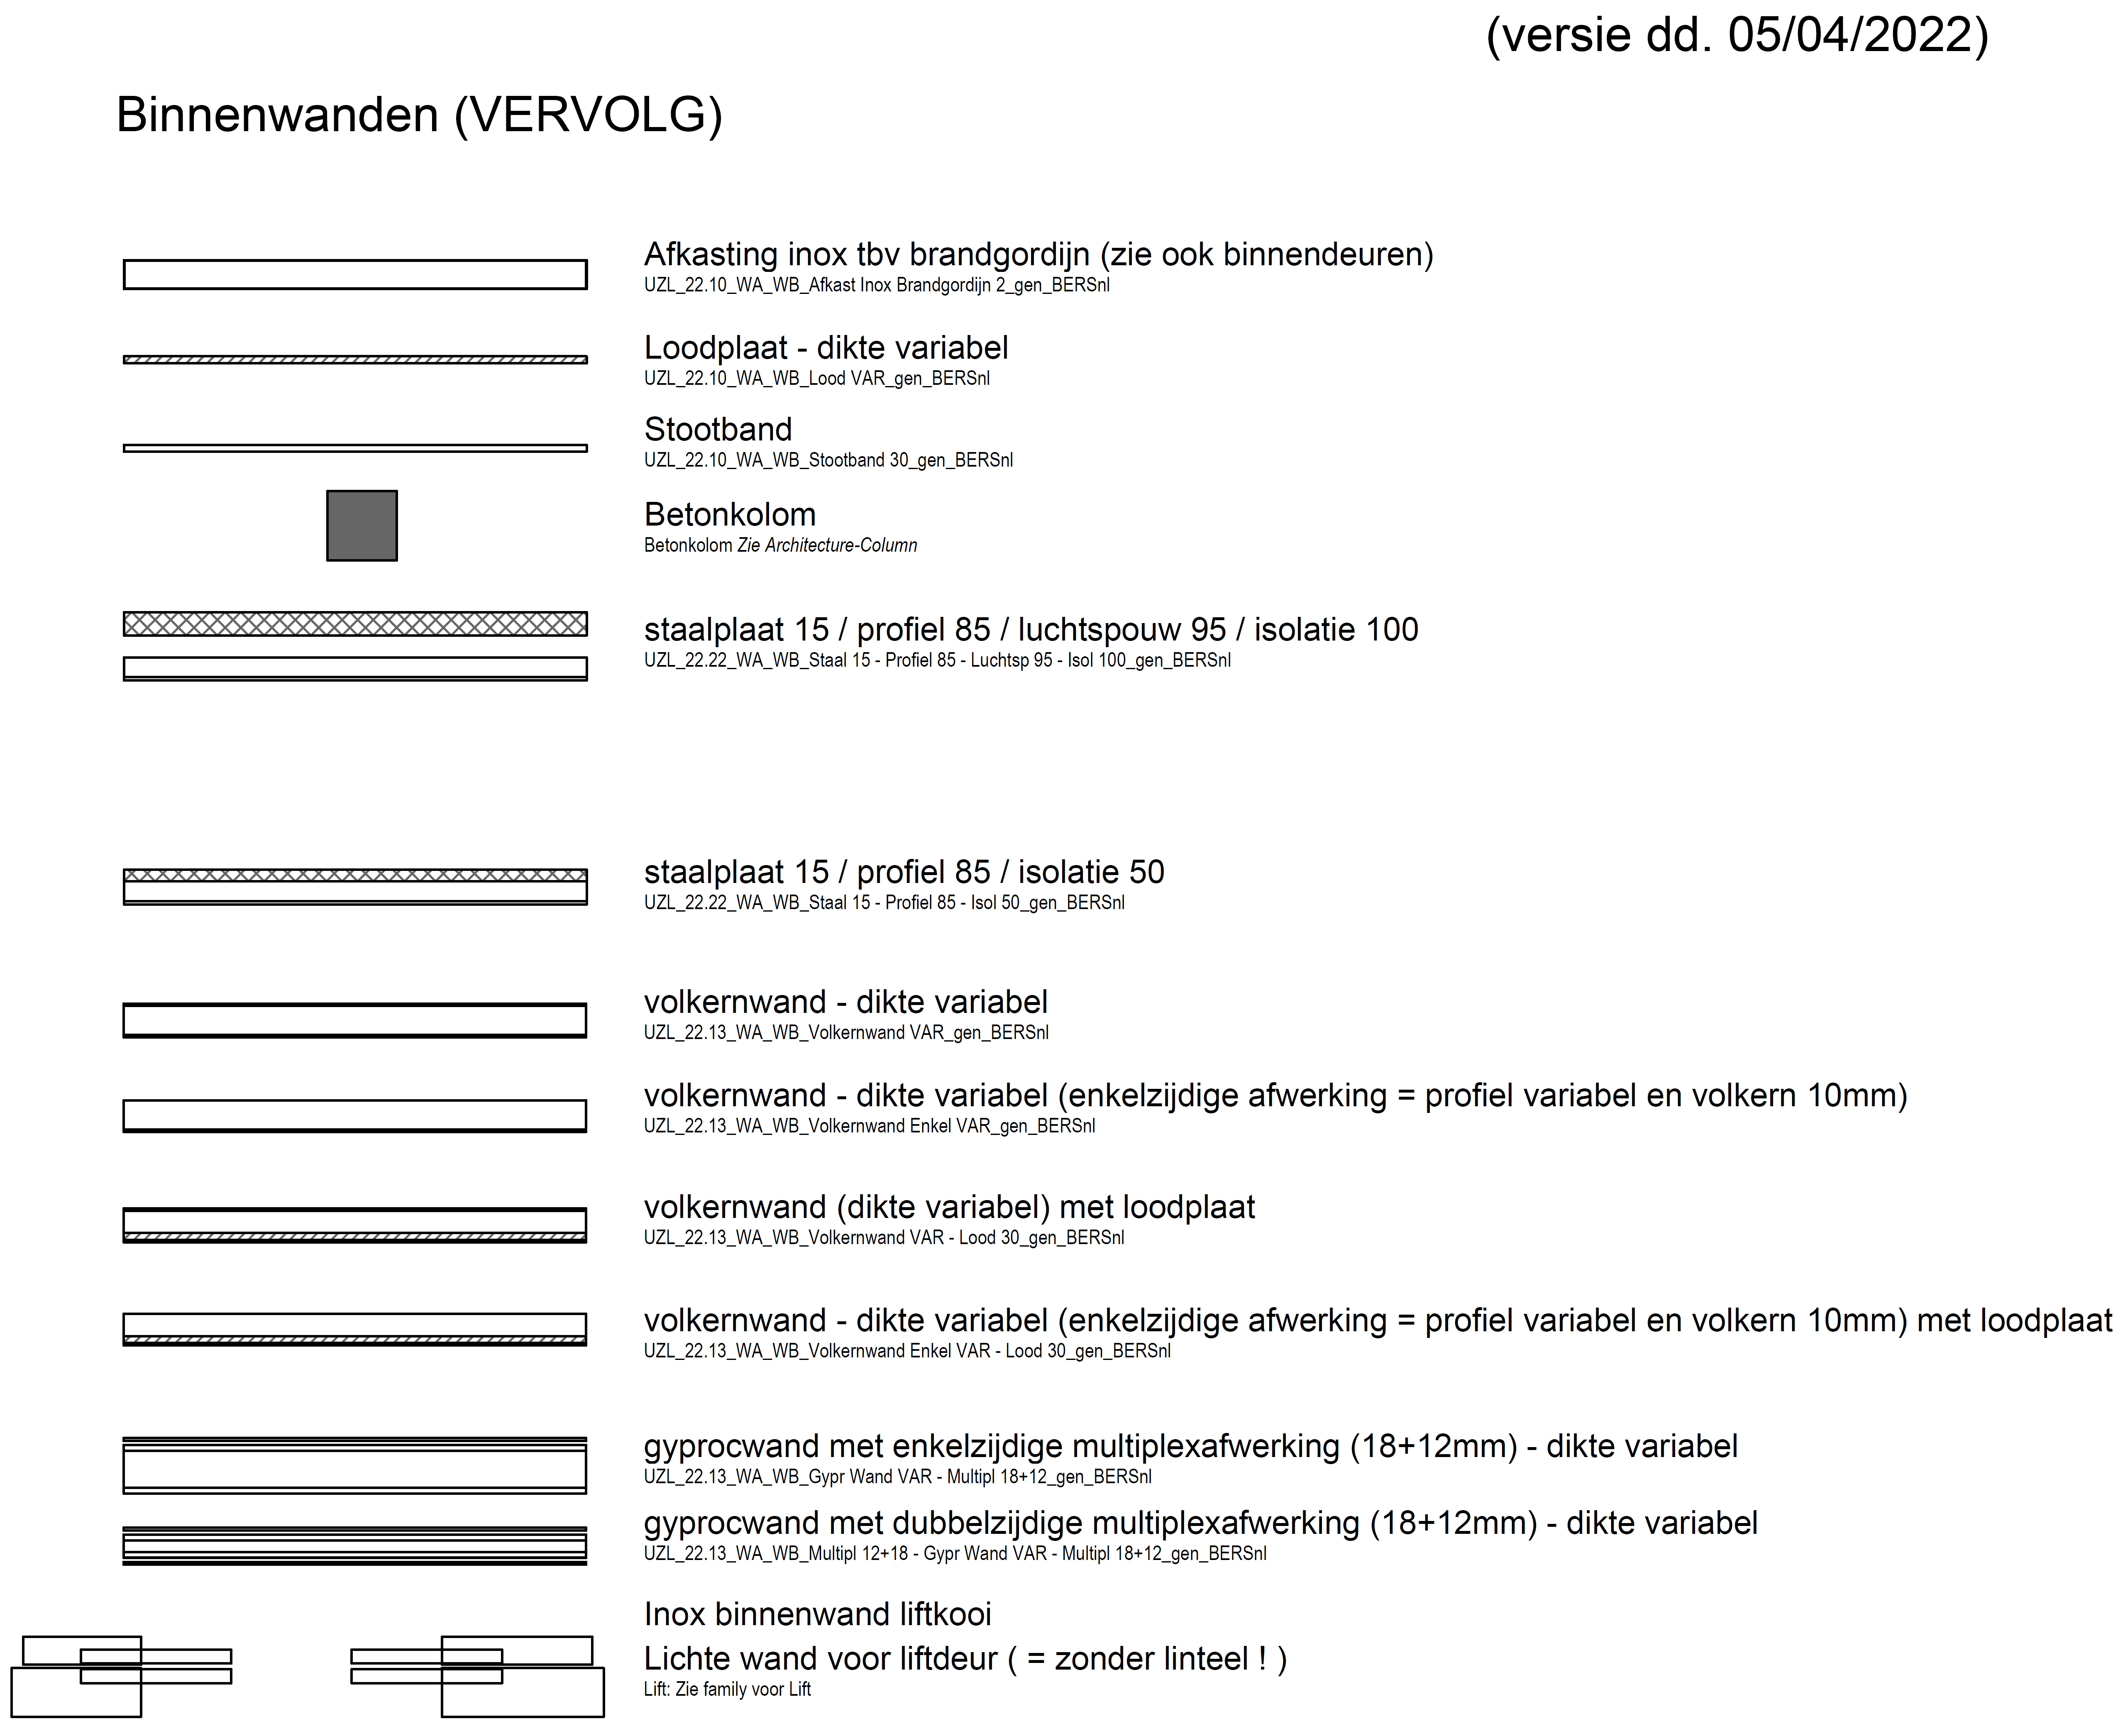 (versie dd. 05/04/2022)
Binnenwanden (VERVOLG)
Afkasting inox tbv brandgordijn (zie ook binnendeuren)
UZL_22.10_WA_WB_Afkast Inox Brandgordijn 2_gen_BERSnl
Loodplaat - dikte variabel
UZL_22.10_WA_WB_Lood VAR_gen_BERSnl
Stootband
UZL_22.10_WA_WB_Stootband 30_gen_BERSnl
Betonkolom
Betonkolom Zie Architecture-Column
staalplaat 15 / profiel 85 / luchtspouw 95 / isolatie 100
UZL_22.22_WA_WB_Staal 15 - Profiel 85 - Luchtsp 95 - Isol 100_gen_BERSnl
staalplaat 15 / profiel 85 / isolatie 50
UZL_22.22_WA_WB_Staal 15 - Profiel 85 - Isol 50_gen_BERSnl
volkernwand - dikte variabel
UZL_22.13_WA_WB_Volkernwand VAR_gen_BERSnl
volkernwand - dikte variabel (enkelzijdige afwerking = profiel variabel en volkern 10mm)
UZL_22.13_WA_WB_Volkernwand Enkel VAR_gen_BERSnl
volkernwand (dikte variabel) met loodplaat
UZL_22.13_WA_WB_Volkernwand VAR - Lood 30_gen_BERSnl
volkernwand - dikte variabel (enkelzijdige afwerking = profiel variabel en volkern 10mm) met loodplaat
UZL_22.13_WA_WB_Volkernwand Enkel VAR - Lood 30_gen_BERSnl
gyprocwand met enkelzijdige multiplexafwerking (18+12mm) - dikte variabel
UZL_22.13_WA_WB_Gypr Wand VAR - Multipl 18+12_gen_BERSnl
gyprocwand met dubbelzijdige multiplexafwerking (18+12mm) - dikte variabel
UZL_22.13_WA_WB_Multipl 12+18 - Gypr Wand VAR - Multipl 18+12_gen_BERSnl
Inox binnenwand liftkooi
Lichte wand voor liftdeur ( = zonder linteel ! )
Lift: Zie family voor Lift